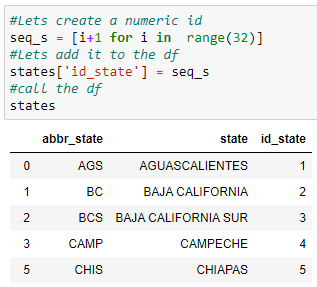 #Lets create a numeric id
seq_s = [i+1 for i in  range(32)]
#Lets add it to the df
states['id_state'] = seq_s
#call the df
states
abbr_state state id_state
0 AGS AGUASCALIENTES 1
1 BC BAJA CALIFORNIA 2
2 BCS BAJA CALIFORNIA SUR 3
3 CAMP CAMPECHE 4
5 CHIS CHIAPAS 5